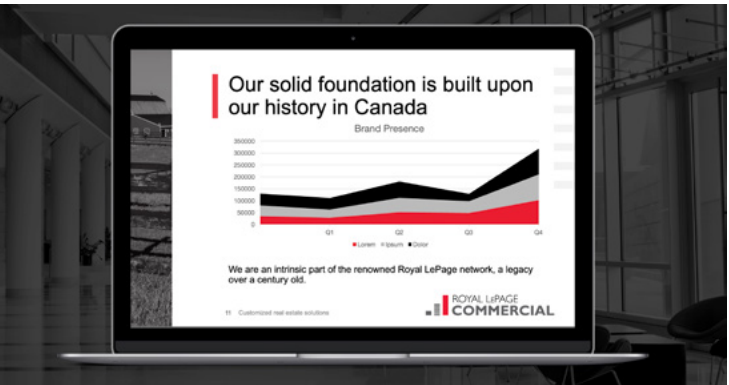 Our solid foundation is built upon
our history in Canada
Brand Presence
350000
300000
250000
200000
150000
100000
50000
0
Q1 Q2 Q3 Q4
Lorem Ipsum Dolor
We are an intrinsic part of the renowned Royal LePage network, a legacy
over a century old.
11 Customized real estate solutions
ROYAL LEPAGE
COMMERCIAL